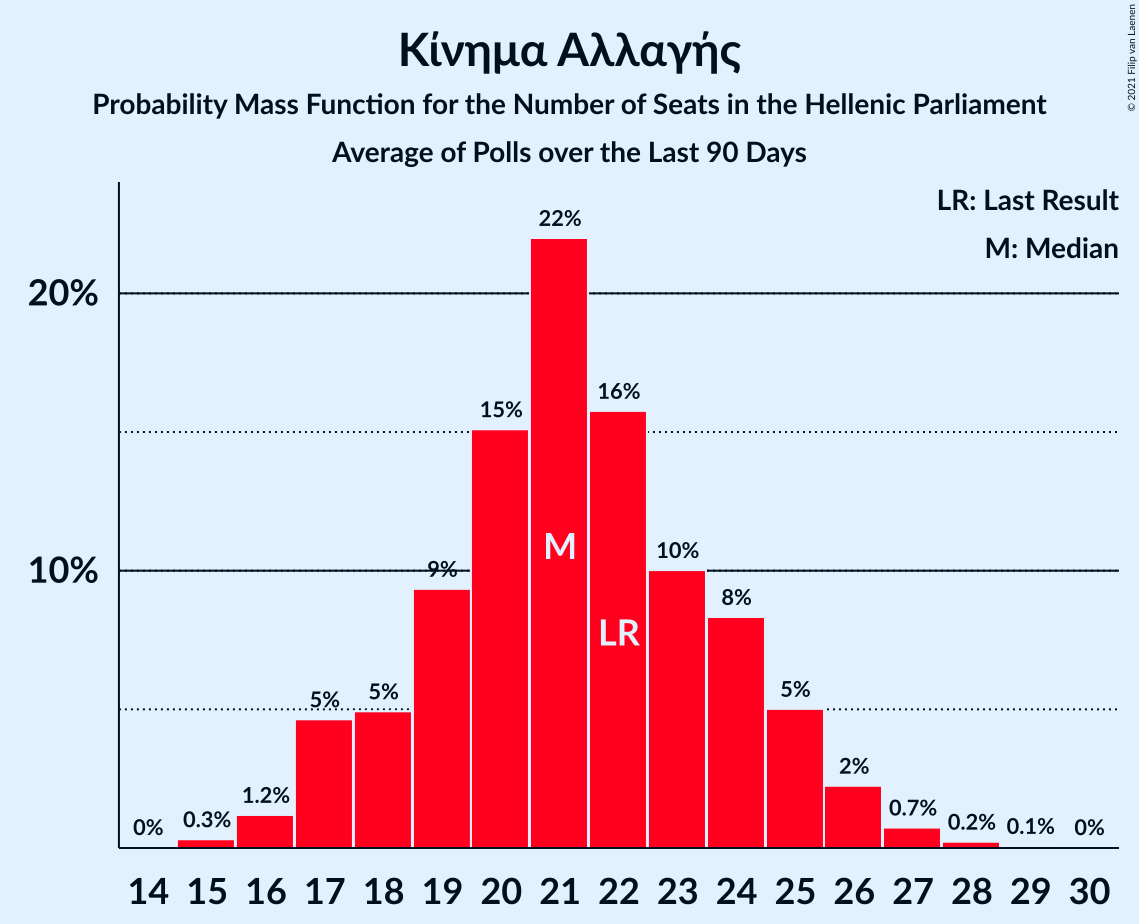 Κίνημα Αλλαγής
Probability Mass Function for the Number of Seats in the Hellenic Parliament
Average of Polls over the Last 90 Days
© 2021 Filip van Laenen
LR: Last Result
M: Median
20%
10%
0%
0.3%
1.2%
5%
5%
9%
15%
22%
16%
10%
8%
5%
2%
0.7%
0.2%
0.1%
0%
M
LR
14 15 16 17 18 19 20 21 22 23 24 25 26 27 28 29 30